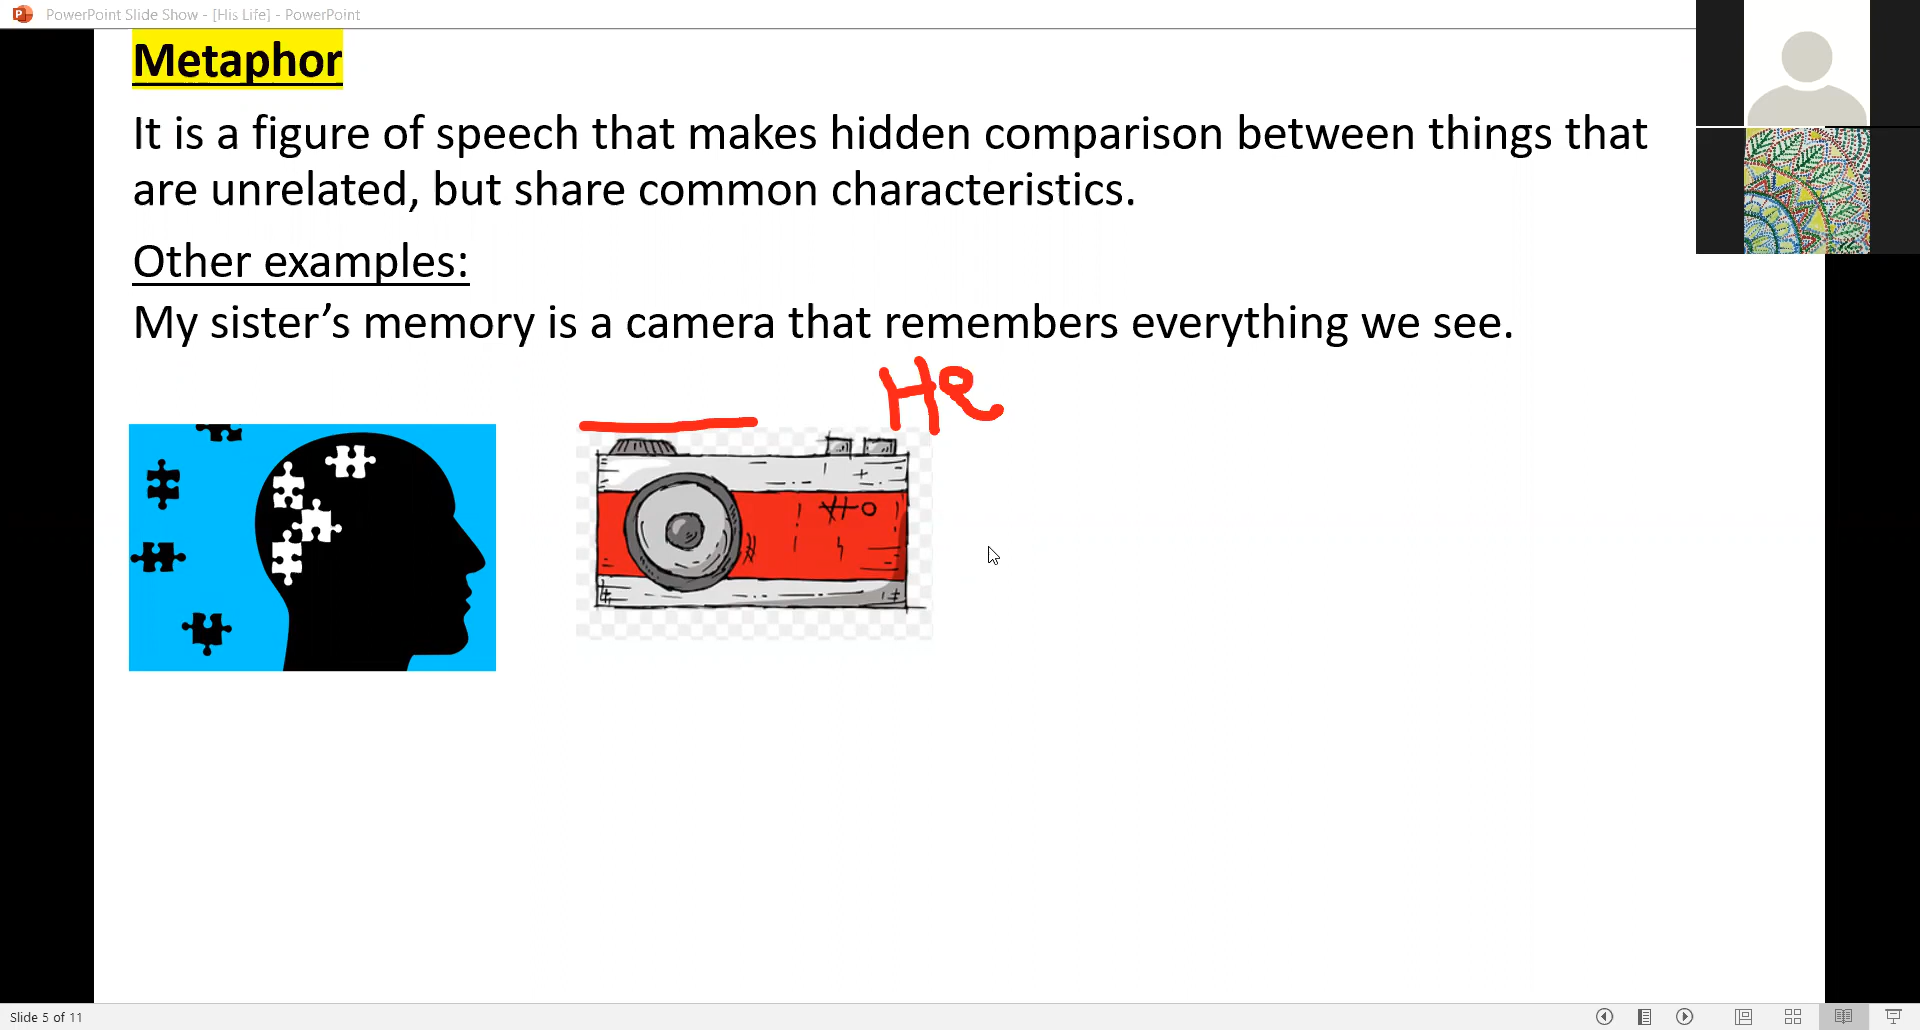 PowerPoint Slide Show - [His Life] - PowerPoint
Metaphor
It is a figure of speech that makes hidden comparison between things that
are unrelated, but share common characteristics.
Other examples:
My sister’s memory is a camera that remembers everything we see.
He
Slide 5 of 11